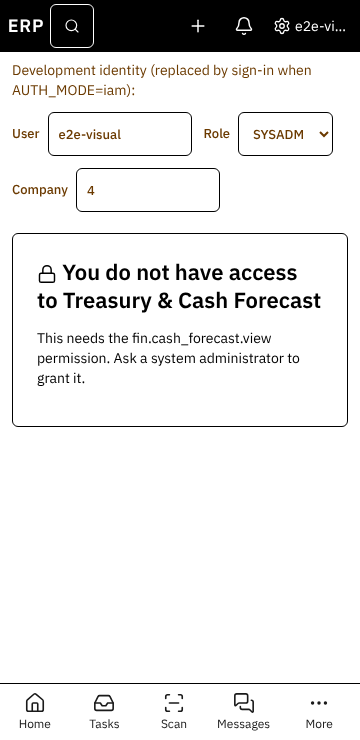 ERP
e2e-vi...
Development identity (replaced by sign-in when
AUTH_MODE=iam):
User e2e-visual Role SYSADM
Company 4
You do not have access
to Treasury & Cash Forecast
This needs the fin.cash_forecast.view
permission. Ask a system administrator to
grant it.
Home Tasks Scan Messages More